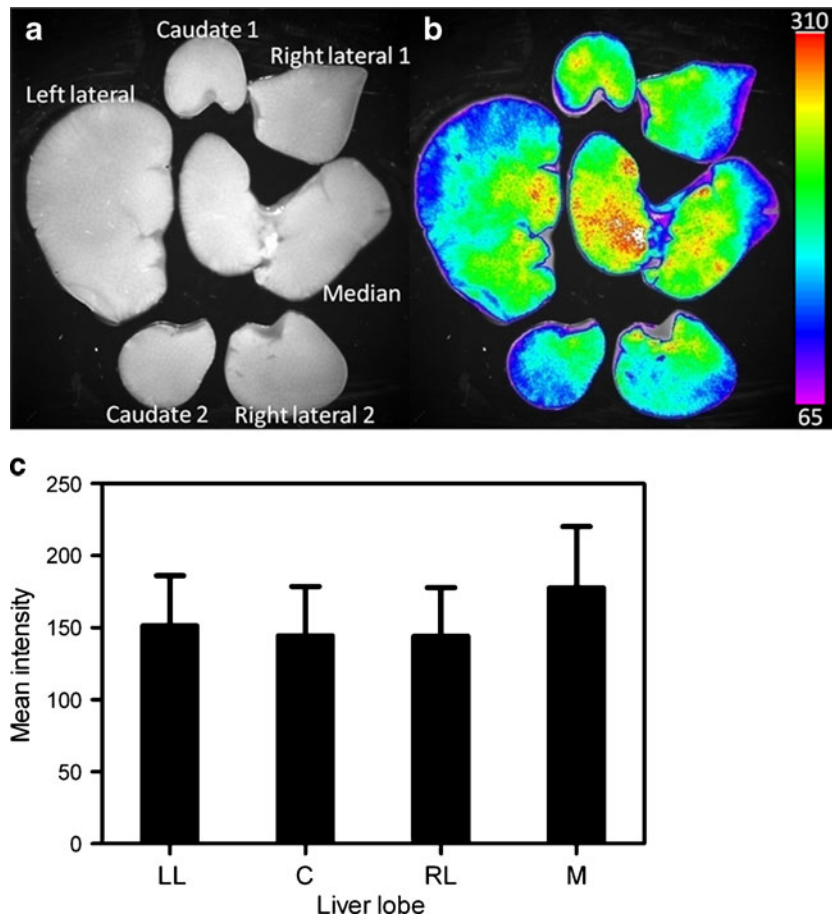 a
Caudate 1
Right lateral 1
Left lateral
Median
Caudate 2
Right lateral 2
b
310
65
c
250
200
150
100
50
0
Mean intensity
LL
C
RL
M
Liver lobe